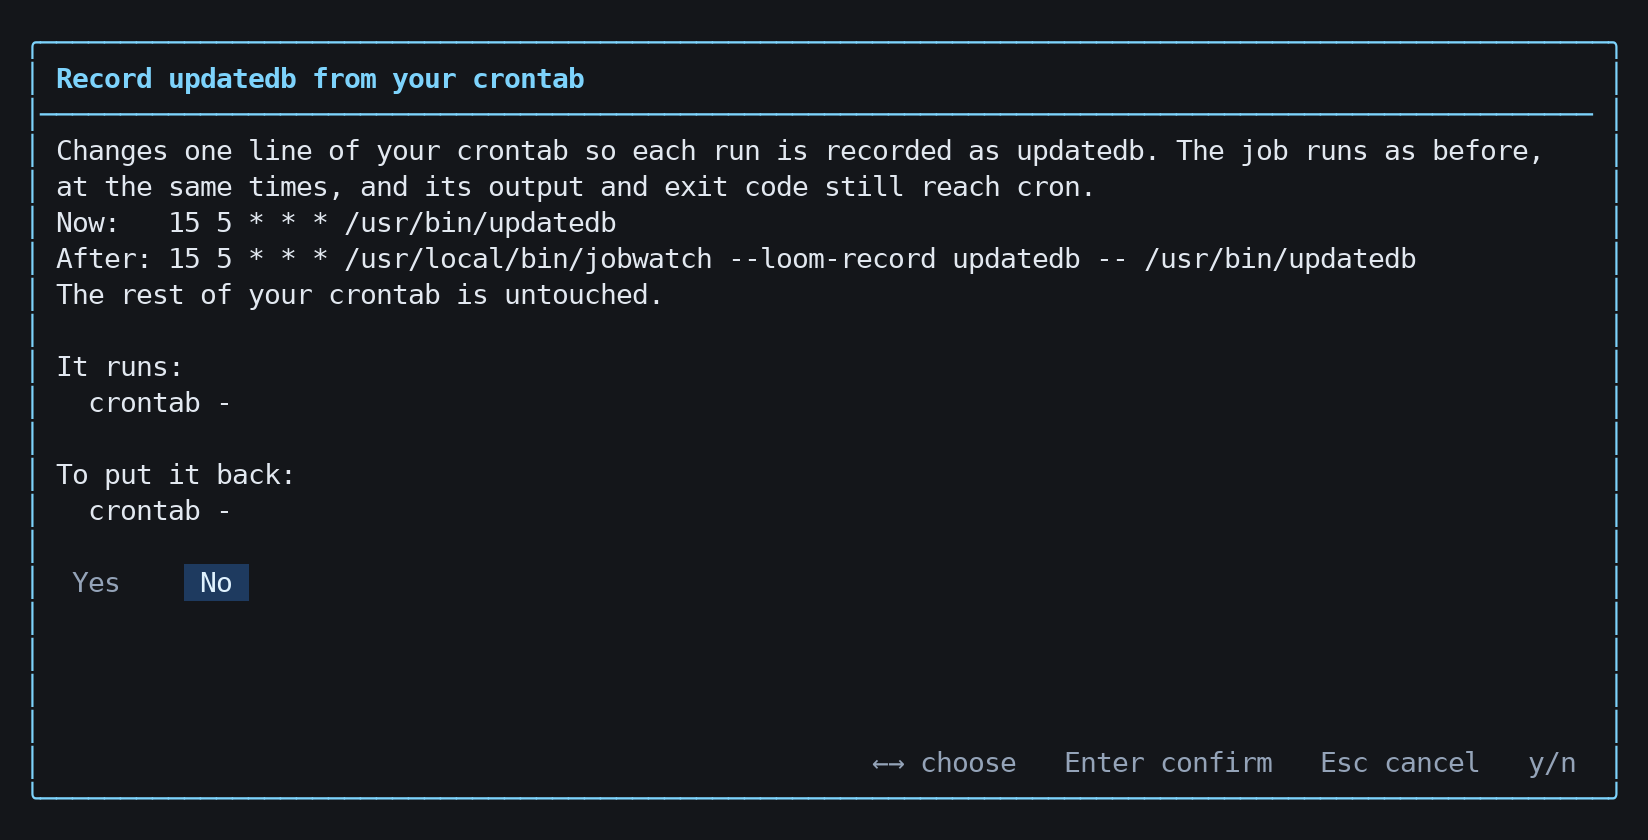 Record updatedb from your crontab
Changes one line of your crontab so each run is recorded as updatedb. The job runs as before,
at the same times, and its output and exit code still reach cron.
Now:   15 5 * * * /usr/bin/updatedb
After: 15 5 * * * /usr/local/bin/jobwatch --loom-record updatedb -- /usr/bin/updatedb
The rest of your crontab is untouched.
It runs:
crontab -
To put it back:
crontab -
Yes    No
←→ choose   Enter confirm   Esc cancel   y/n